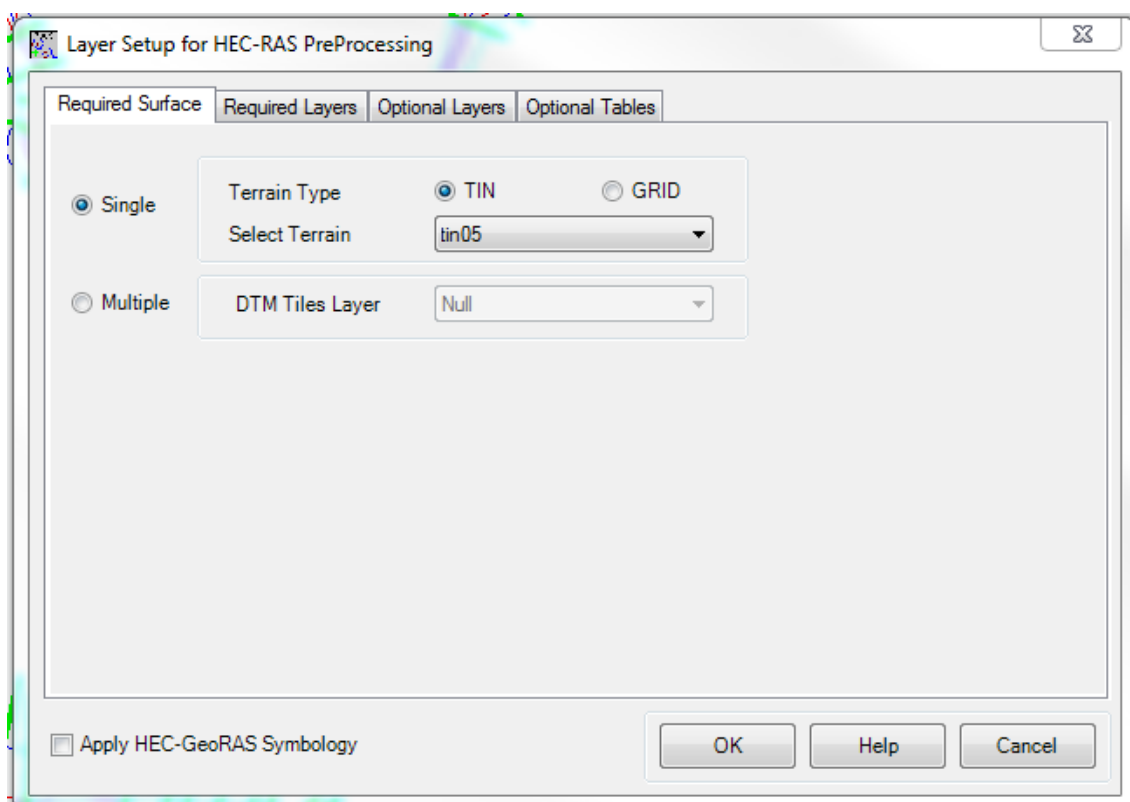 Layer Setup for HEC-RAS PreProcessing
Required Surface Required Layers Optional Layers Optional Tables
Single
Terrain Type TIN GRID
Select Terrain tin05
Multiple DTM Tiles Layer Null
Apply HEC-GeoRAS Symbology OK Help Cancel